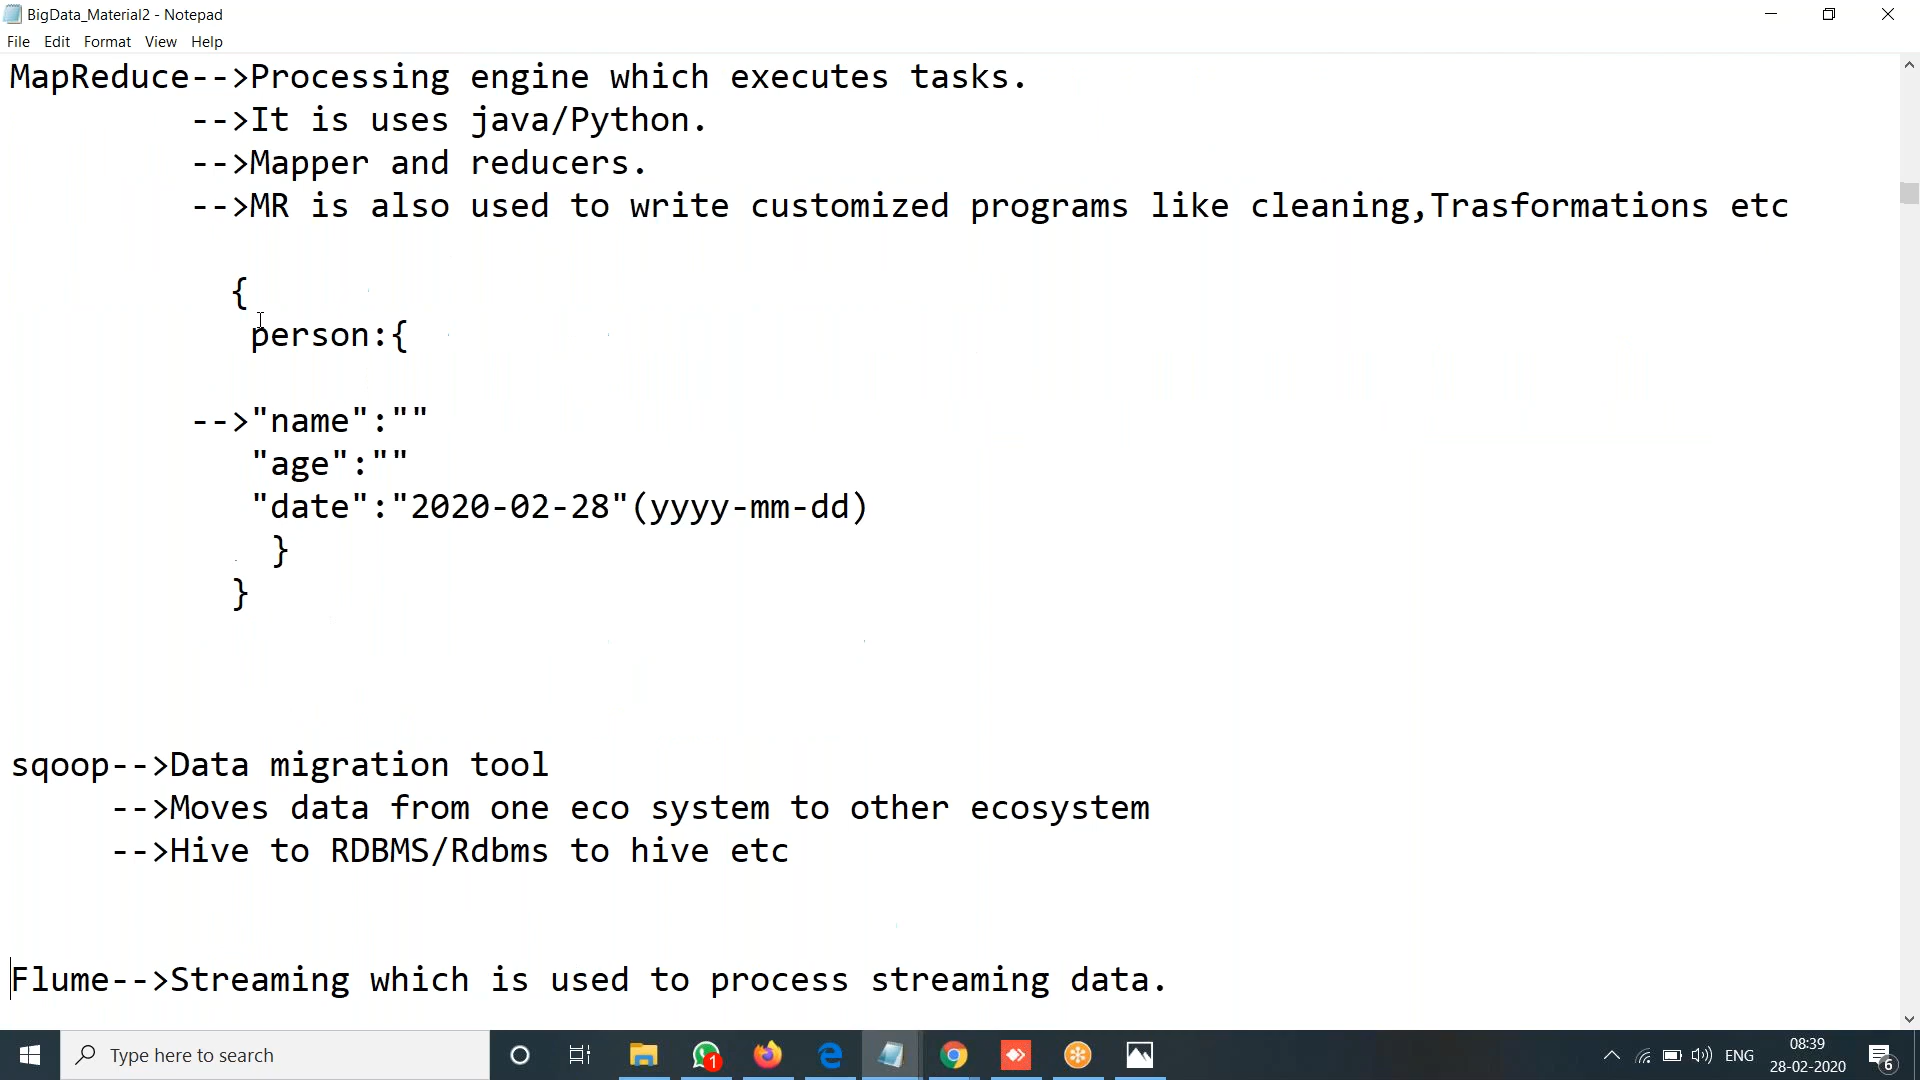 BigData_Material2 - Notepad
File Edit Format View Help
MapReduce-->Processing engine which executes tasks.
-->It is uses java/Python.
-->Mapper and reducers.
-->MR is also used to write customized programs like cleaning,Trasformations etc
{
person:{
-->"name":""
"age":""
"date":"2020-02-28"(yyyy-mm-dd)
}
}
sqoop-->Data migration tool
-->Moves data from one eco system to other ecosystem
-->Hive to RDBMS/Rdbms to hive etc
Flume-->Streaming which is used to process streaming data.
Type here to search
1
ENG
08:39
28-02-2020
6